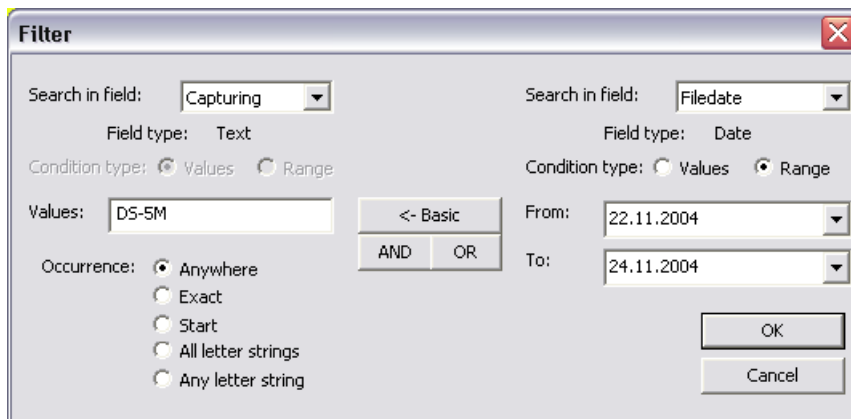 Filter
Search in field: Capturing
Field type: Text
Condition type: Values Range
Values: DS-5M
Occurrence: Anywhere
Exact
Start
All letter strings
Any letter string
<- Basic
AND OR
Search in field: Filedate
Field type: Date
Condition type: Values Range
From: 22.11.2004
To: 24.11.2004
OK
Cancel